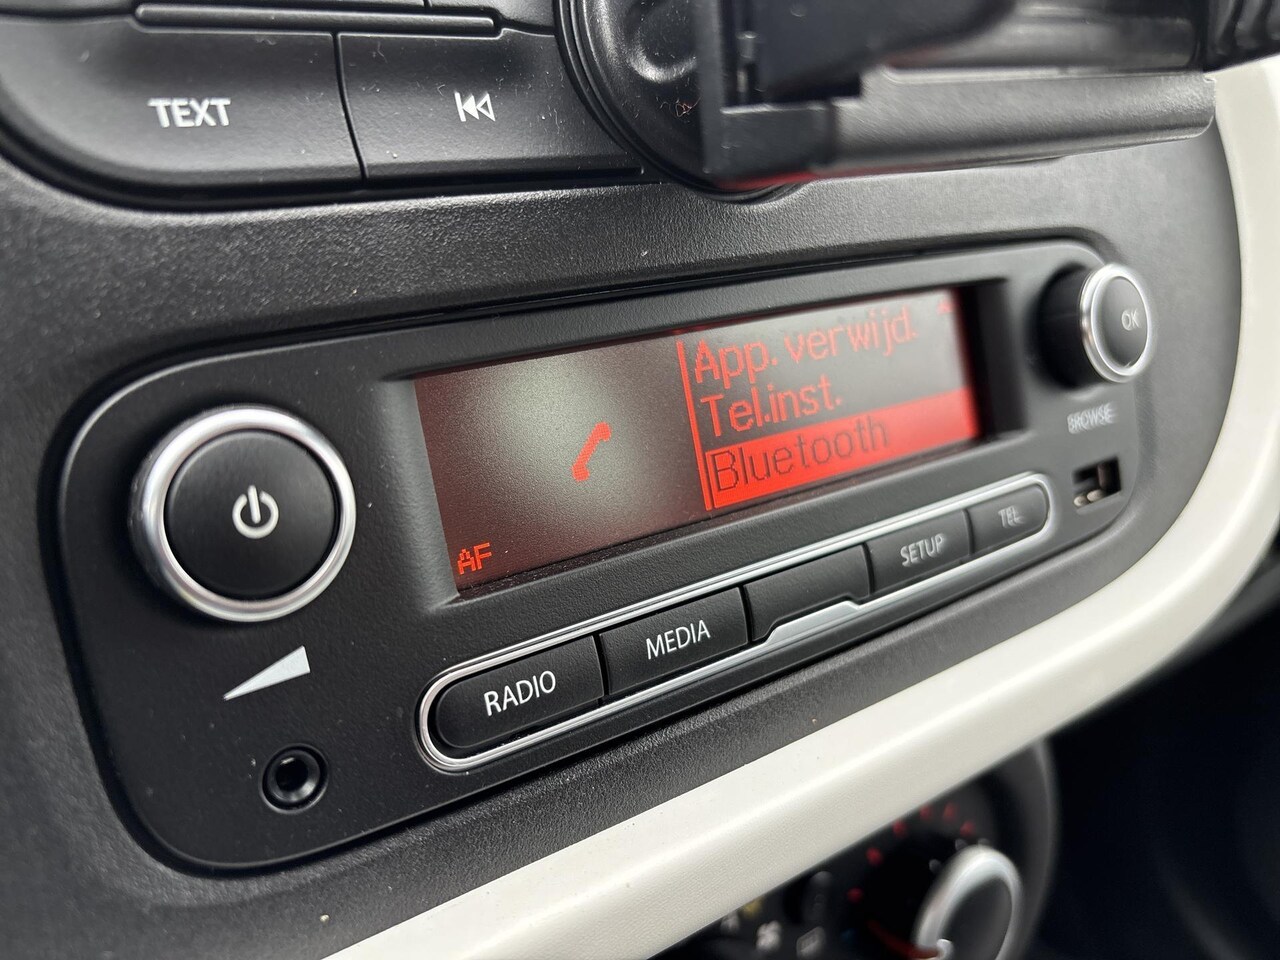 TEXT
App. verwijd.
Tel.inst.
Bluetooth
AF
OK
BROWSE
RADIO
MEDIA
SETUP
TEL